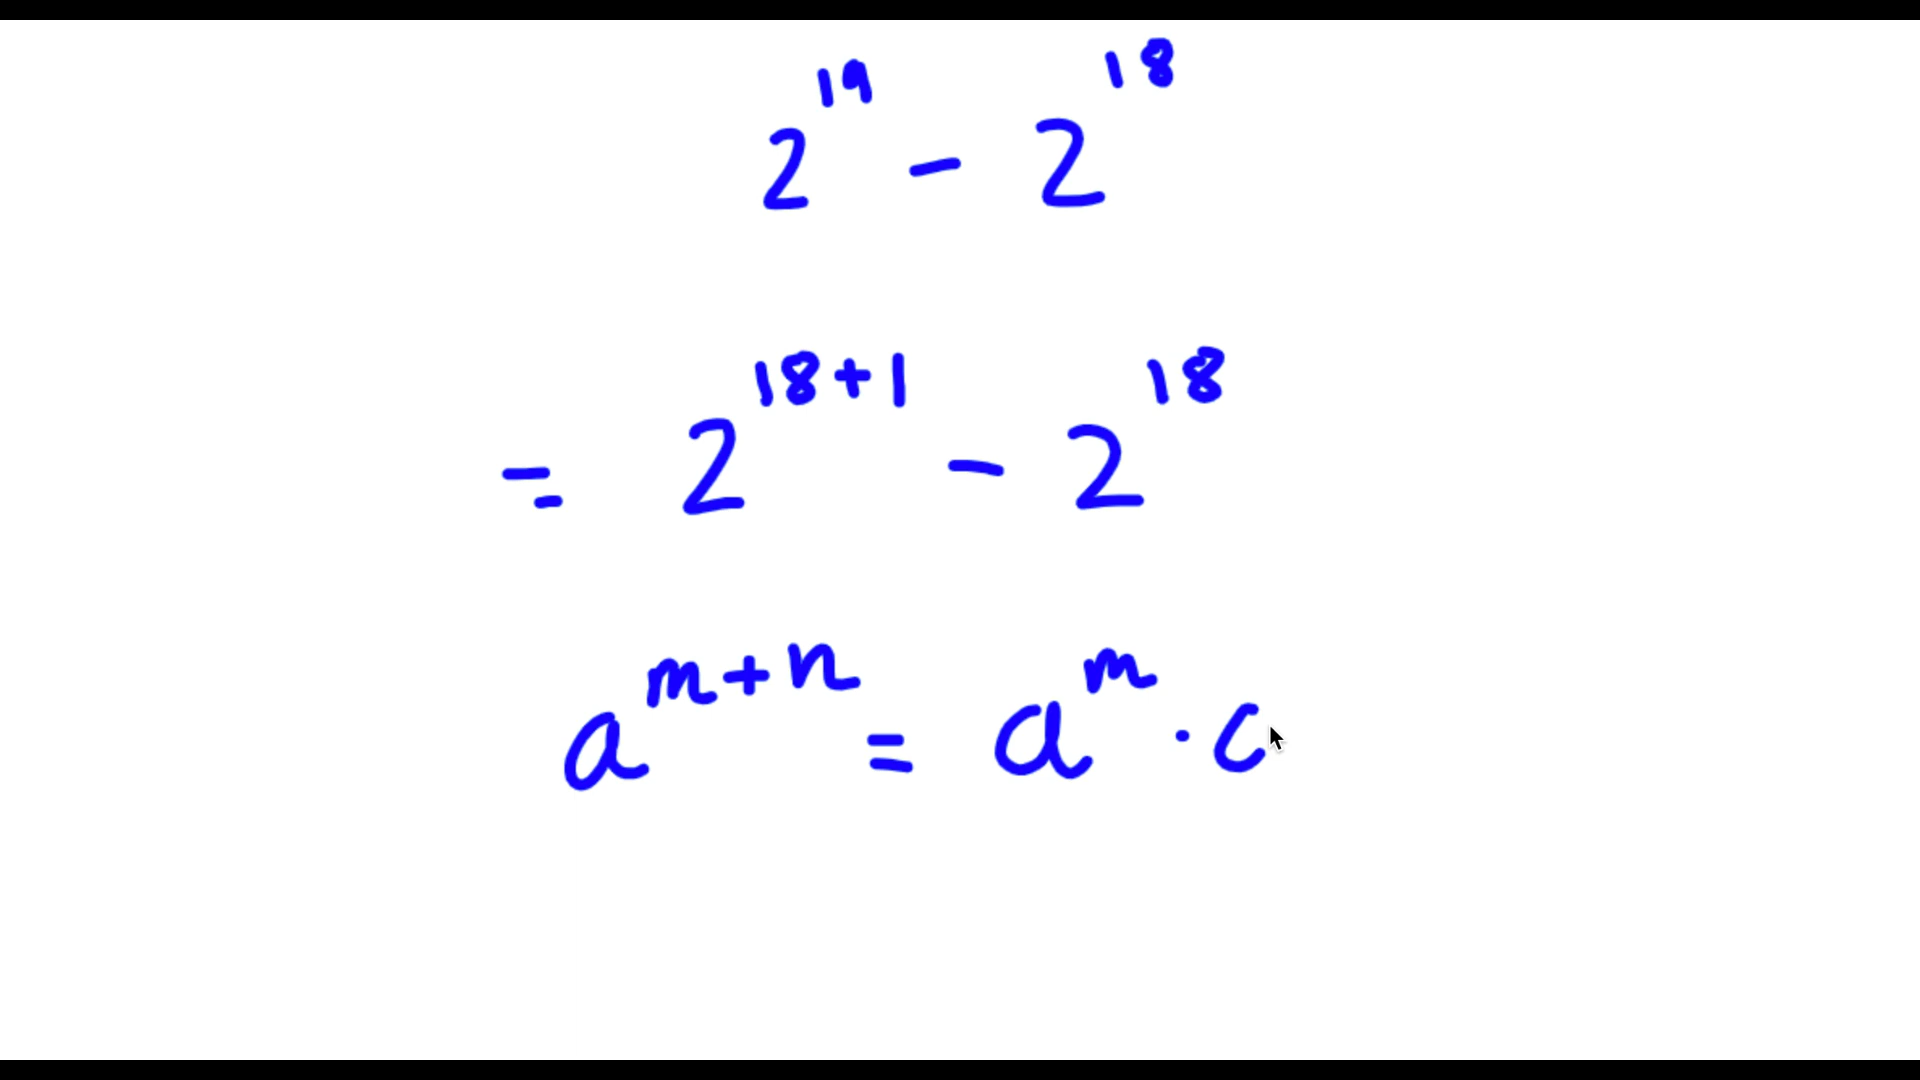 2^19 - 2^18
= 2^18+1 - 2^18
a^m+n = a^m · c